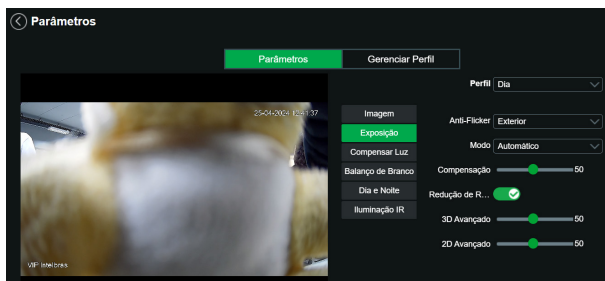 Parâmetros
Parâmetros Gerenciar Perfil
Perfil Dia
25-04-2024 12:41:37
Imagem
Exposição
Compensar Luz
Balanço de Branco
Dia e Noite
Iluminação IR
Anti-Flicker Exterior
Modo Automático
Compensação 50
Redução de R...
3D Avançado 50
2D Avançado 50
VIP Intelbras